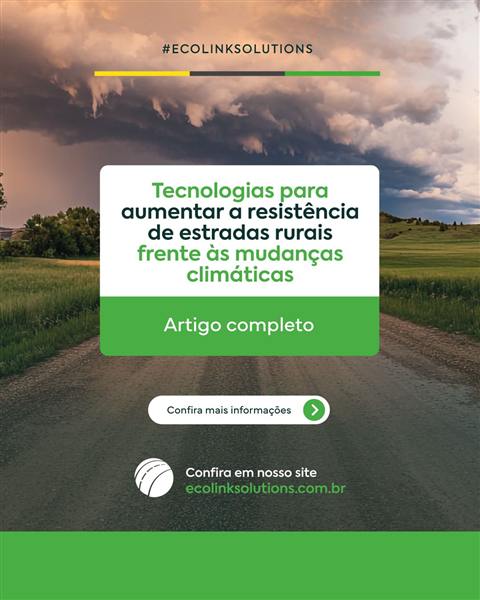 #ECOLINKSOLUTIONS
Tecnologias para
aumentar a resistência
de estradas rurais
frente às mudanças
climáticas
Artigo completo
Confira mais informações
Confira em nosso site
ecolinksolutions.com.br